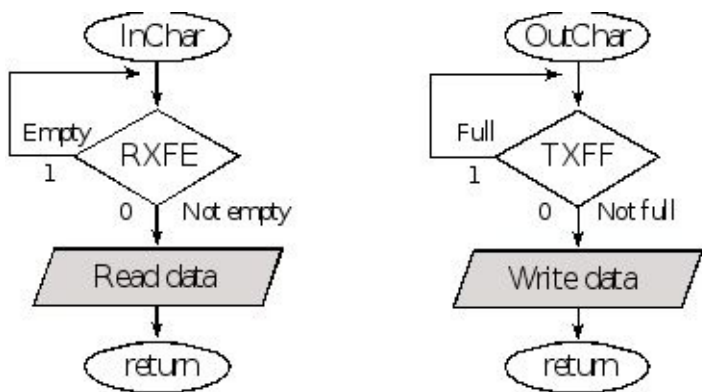 InChar
Empty
RXFE
1
0 Not empty
Read data
return
OutChar
Full
TXFF
1
0 Not full
Write data
return